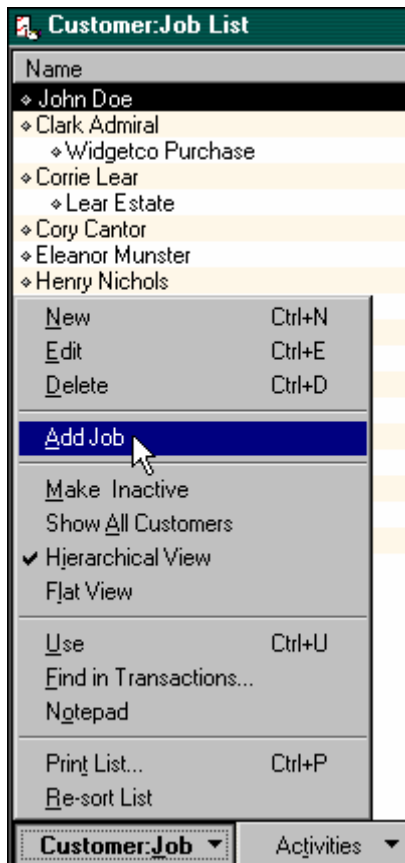 Customer:Job List
Name
John Doe
Clark Admiral
Widgetco Purchase
Corrie Lear
Lear Estate
Cory Cantor
Eleanor Munster
Henry Nichols
New Ctrl+N
Edit Ctrl+E
Delete Ctrl+D
Add Job
Make Inactive
Show All Customers
Hierarchical View
Flat View
Use Ctrl+U
Find in Transactions...
Notepad
Print List... Ctrl+P
Re-sort List
Customer:Job Activities